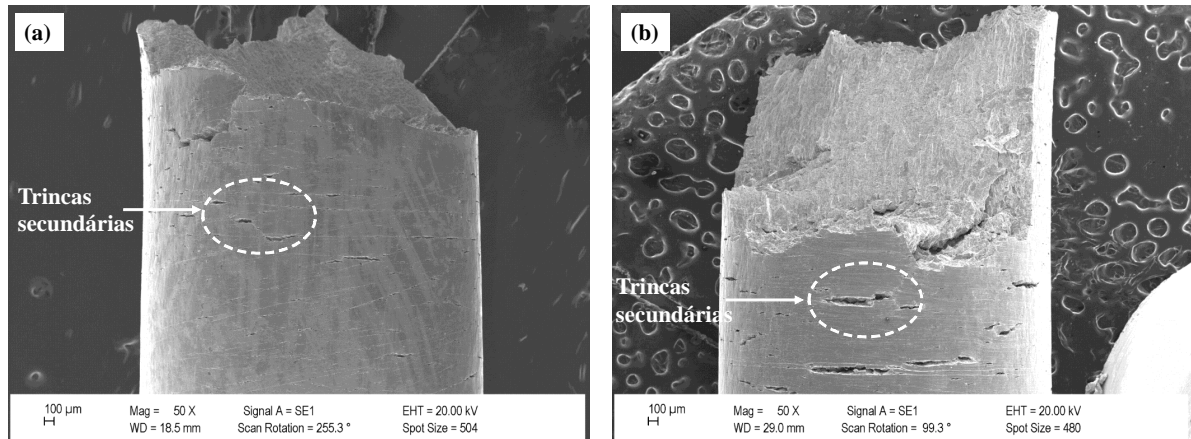 (a)
Trincas
secundárias
100 µm
Mag = 50 X Signal A = SE1 EHT = 20.00 kV
WD = 18.5 mm Scan Rotation = 255.3 ° Spot Size = 504
(b)
Trincas
secundárias
100 µm
Mag = 50 X Signal A = SE1 EHT = 20.00 kV
WD = 29.0 mm Scan Rotation = 99.3 ° Spot Size = 480